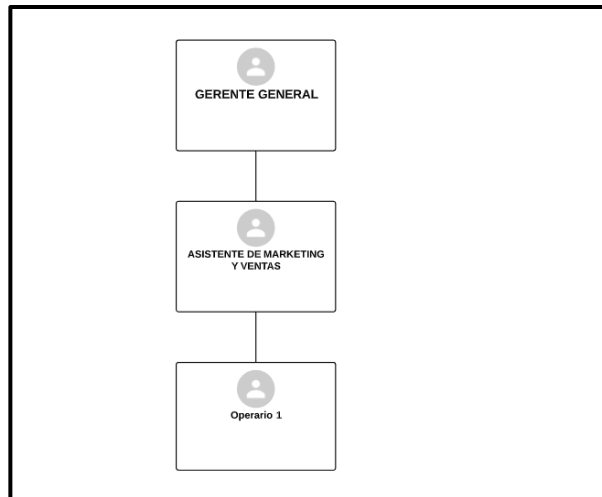 GERENTE GENERAL
ASISTENTE DE MARKETING
Y VENTAS
Operario 1